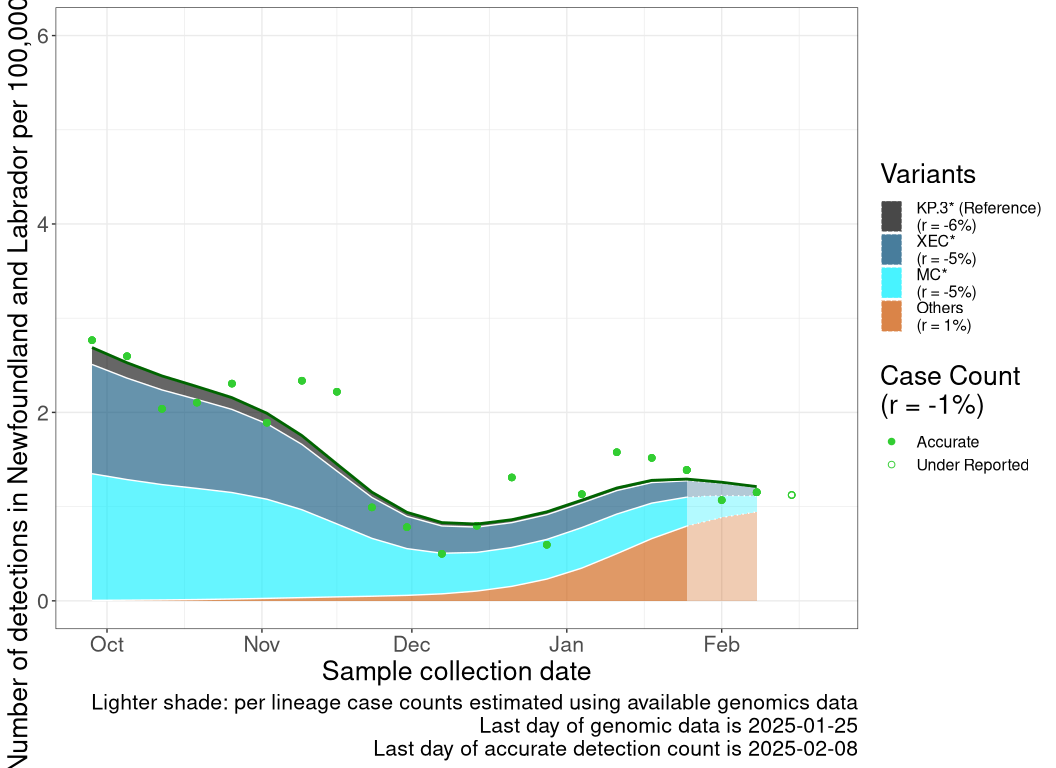 Number of detections in Newfoundland and Labrador per 100,000
6
4
2
0
Oct Nov Dec Jan Feb
Sample collection date
Lighter shade: per lineage case counts estimated using available genomics data
Last day of genomic data is 2025-01-25
Last day of accurate detection count is 2025-02-08
Variants
KP.3* (Reference)
(r = -6%)
XEC*
(r = -5%)
MC*
(r = -5%)
Others
(r = 1%)
Case Count
(r = -1%)
Accurate
Under Reported